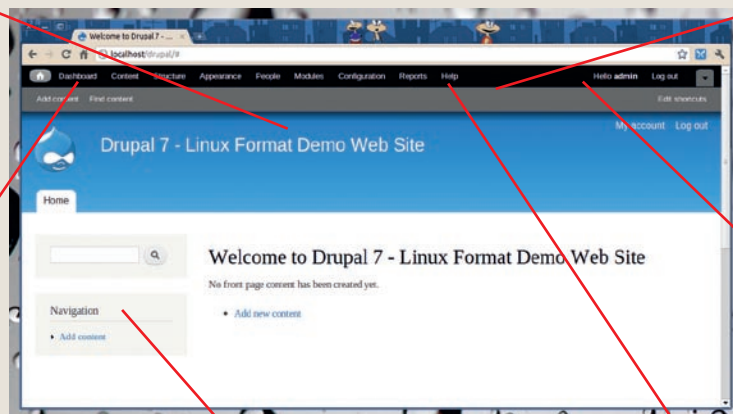 Welcome to Drupal 7 - ...
localhost/drupal/#
Dashboard Content Structure Appearance People Modules Configuration Reports Help Hello admin Log out
Add content Find content Edit shortcuts
My account Log out
Drupal 7 - Linux Format Demo Web Site
Home
Welcome to Drupal 7 - Linux Format Demo Web Site
No front page content has been created yet.
Navigation
Add new content
Add content